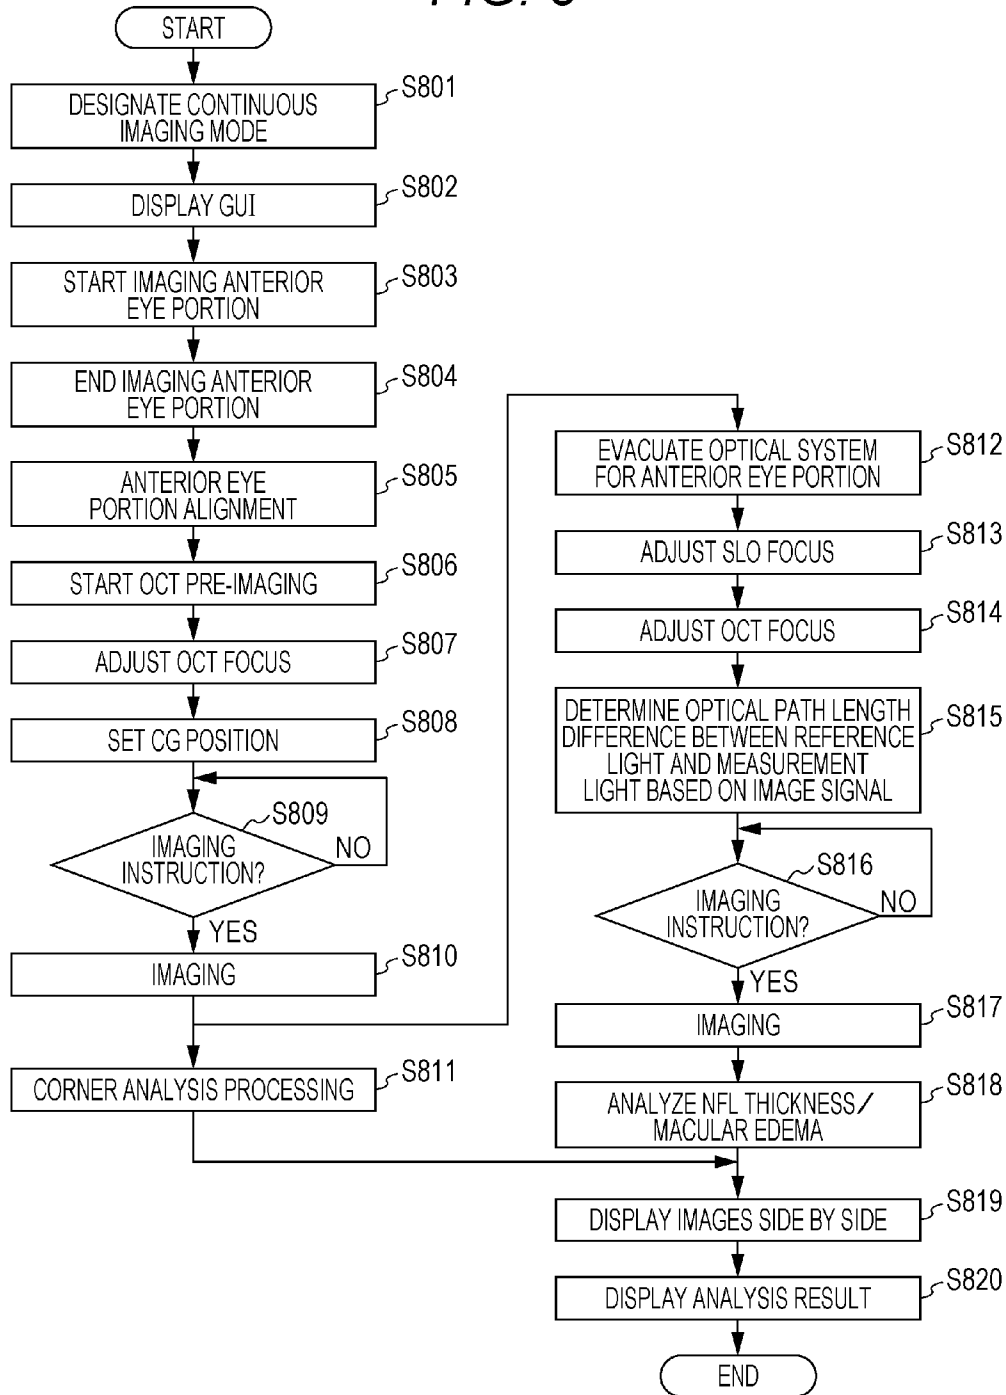 FIG.
START
S801
DESIGNATE CONTINUOUS
IMAGING MODE
S802
DISPLAY GUI
S803
START IMAGING ANTERIOR
EYE PORTION
S804
END IMAGING ANTERIOR
EYE PORTION
S805
ANTERIOR EYE
PORTION ALIGNMENT
S806
START OCT PRE-IMAGING
S807
ADJUST OCT FOCUS
S808
SET CG POSITION
S809
IMAGING
INSTRUCTION?
NO
YES
S810
IMAGING
S811
CORNER ANALYSIS PROCESSING
S812
EVACUATE OPTICAL SYSTEM
FOR ANTERIOR EYE PORTION
S813
ADJUST SLO FOCUS
S814
ADJUST OCT FOCUS
S815
DETERMINE OPTICAL PATH LENGTH
DIFFERENCE BETWEEN REFERENCE
LIGHT AND MEASUREMENT
LIGHT BASED ON IMAGE SIGNAL
S816
IMAGING
INSTRUCTION?
NO
YES
S817
IMAGING
S818
ANALYZE NFL THICKNESS/
MACULAR EDEMA
S819
DISPLAY IMAGES SIDE BY SIDE
S820
DISPLAY ANALYSIS RESULT
END